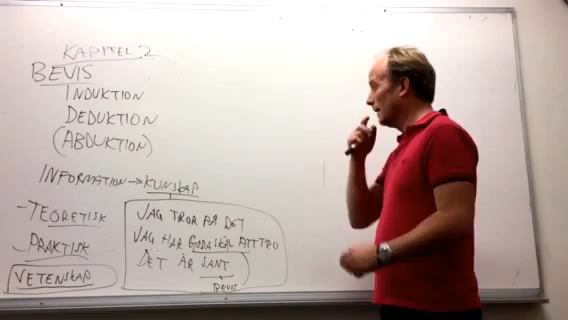 KAPITEL 2
BEVIS
INDUKTION
DEDUKTION
(ABDUKTION)
INFORMATION → KUNSKAP
- TEORETISK
- PRAKTISK
VETENSKAP
JAG TROR PÅ DET
JAG HAR GODA SKÄL ATT TRO
DET ÄR SANT
BEVIS